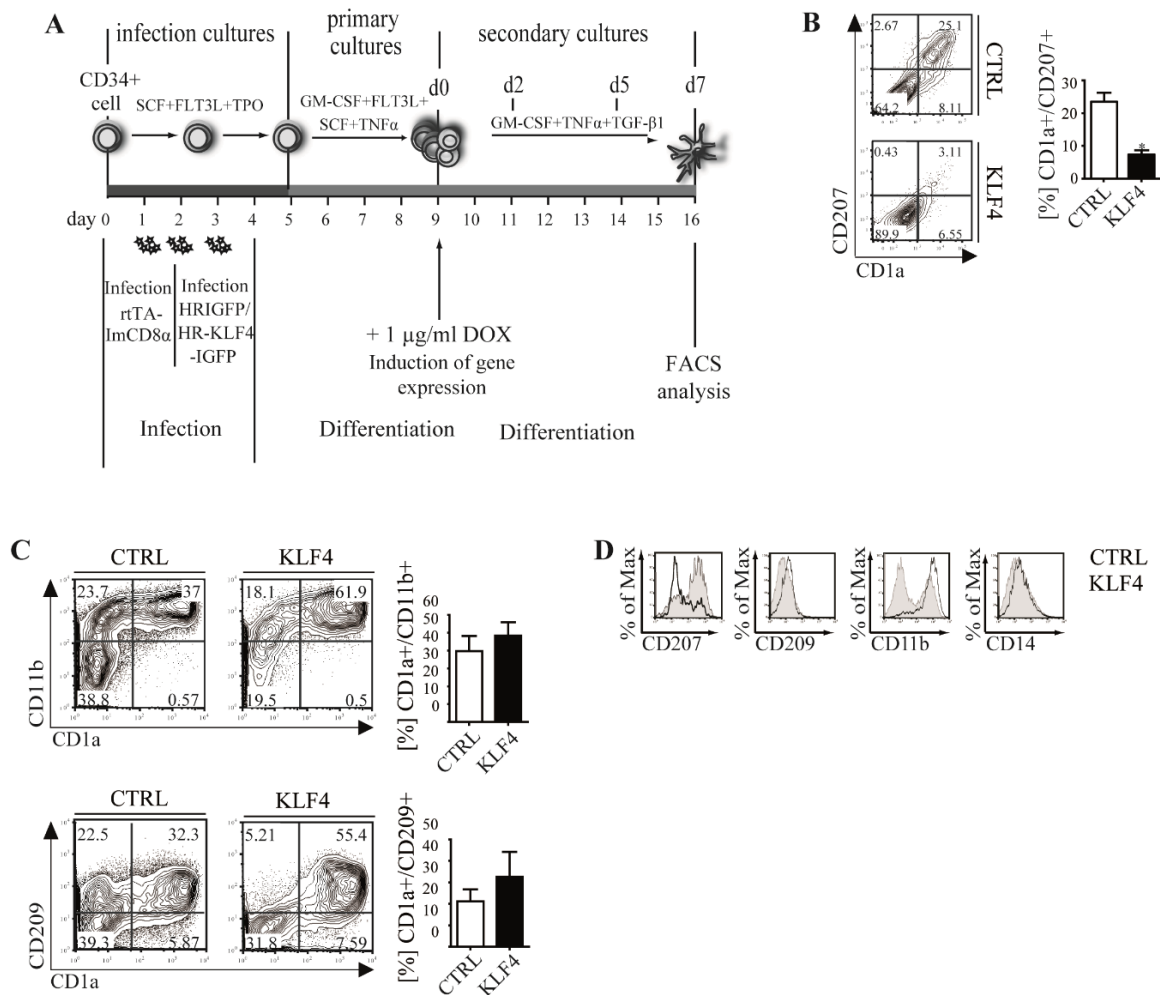 A
infection cultures
primary
cultures
secondary cultures
CD34+
cell
SCF+FLT3L+TPO
GM-CSF+FLT3L+
SCF+TNFα
d0
d2
d5
d7
GM-CSF+TNFα+TGF-β1
day 0 1 2 3 4 5 6 7 8 9 10 11 12 13 14 15 16
Infection
rtTA-
ImCD8α
Infection
HRIGFP/
HR-KLF4
-IGFP
+ 1 µg/ml DOX
Induction of gene
expression
FACS
analysis
Infection
Differentiation
Differentiation
B
2.67 25.1
64.2 8.11
CTRL
0.43 3.11
89.9 6.55
KLF4
CD207
CD1a
[%] CD1a+/CD207+
30
20
10
0
*
CTRL
KLF4
C
CTRL
KLF4
23.7 37
38.8 0.57
18.1 61.9
19.5 0.5
CD11b
CD1a
[%] CD1a+/CD11b+
60
50
40
30
20
10
0
CTRL
KLF4
CTRL
KLF4
22.5 32.3
39.3 5.87
5.21 55.4
31.8 7.59
CD209
CD1a
[%] CD1a+/CD209+
50
40
30
20
10
0
CTRL
KLF4
D
% of Max
CD207
% of Max
CD209
% of Max
CD11b
% of Max
CD14
CTRL
KLF4